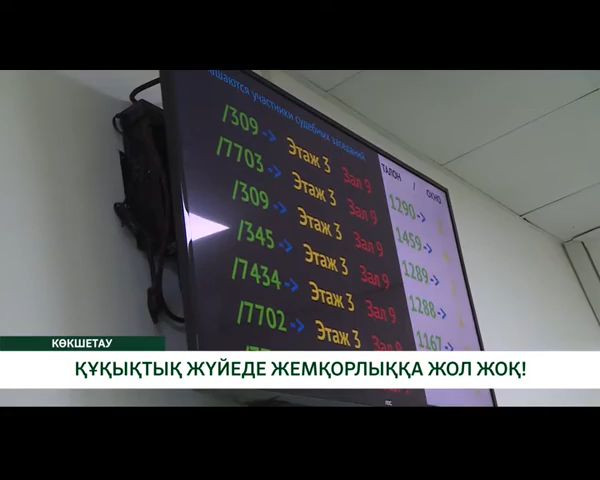 шаются участники судебных заседаний
/309 -> Этаж 3 Зал 9
/7703 -> Этаж 3 Зал 9
/309 -> Этаж 3 Зал 9
/345 -> Этаж 3 Зал 9
/7434 -> Этаж 3 Зал 9
/7702 -> Этаж 3 Зал 9
ТАЛОН / ОКНО
1290->
1459->
1289->
1288->
1167->
КӨКШЕТАУ
ҚҰҚЫҚТЫҚ ЖҮЙЕДЕ ЖЕМҚОРЛЫҚҚА ЖОЛ ЖОҚ!